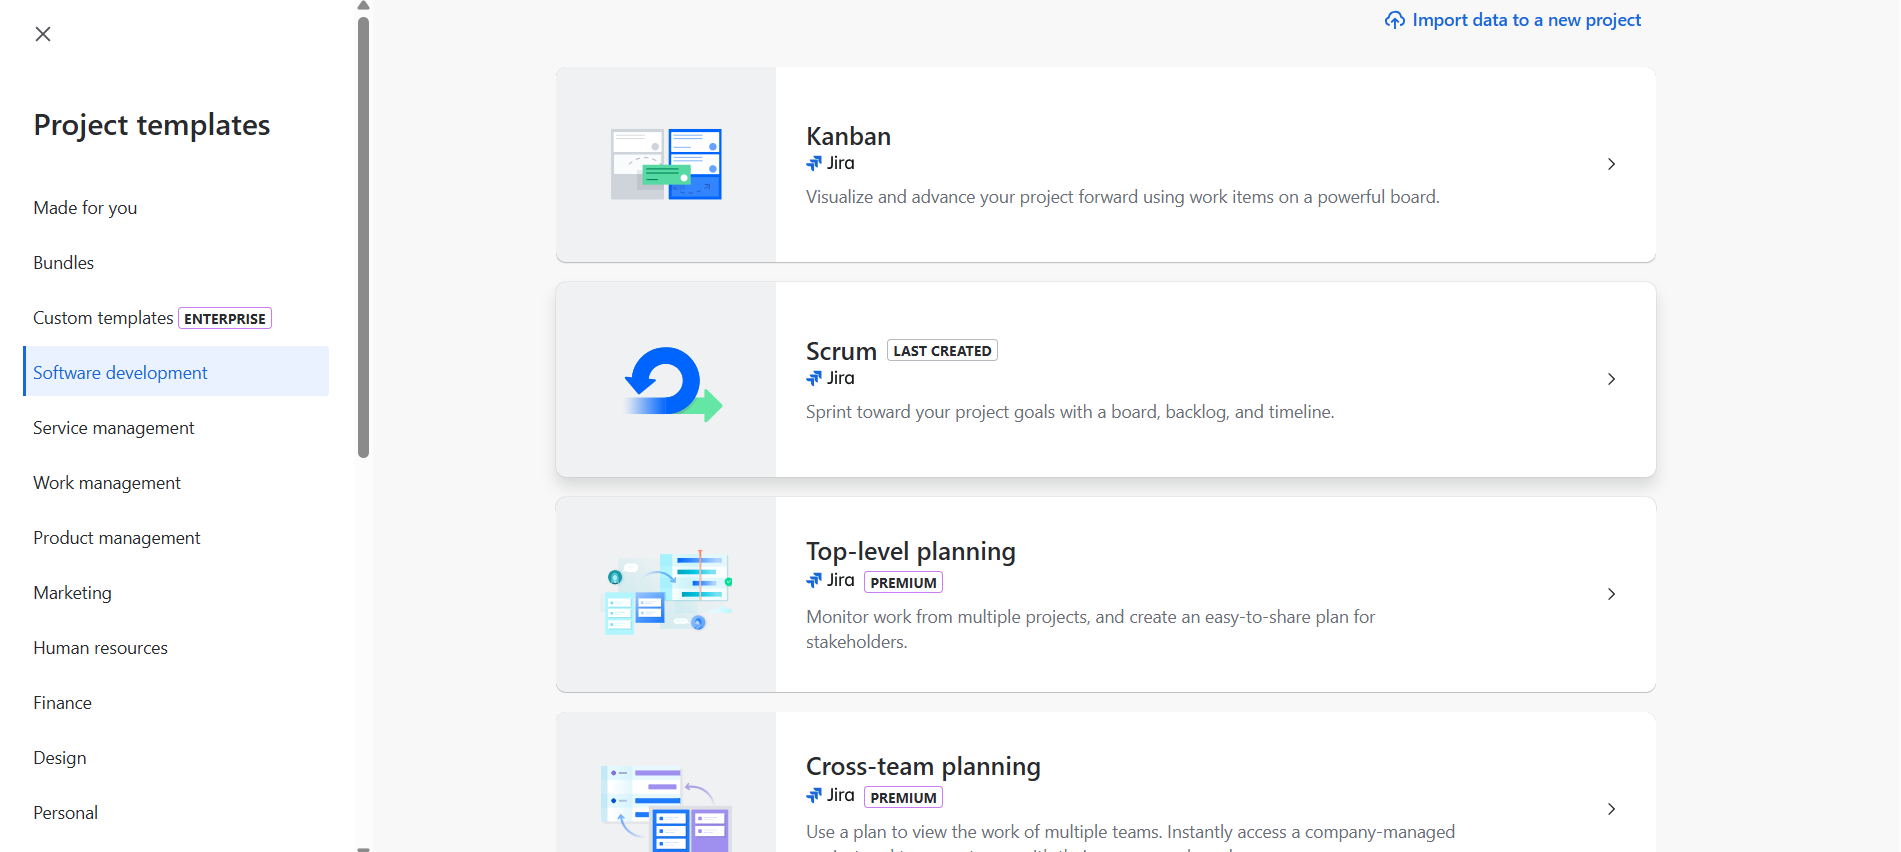 Import data to a new project
Project templates
Made for you
Bundles
Custom templates ENTERPRISE
Software development
Service management
Work management
Product management
Marketing
Human resources
Finance
Design
Personal
Kanban
Jira
Visualize and advance your project forward using work items on a powerful board.
Scrum LAST CREATED
Jira
Sprint toward your project goals with a board, backlog, and timeline.
Top-level planning
Jira PREMIUM
Monitor work from multiple projects, and create an easy-to-share plan for
stakeholders.
Cross-team planning
Jira PREMIUM
Use a plan to view the work of multiple teams. Instantly access a company-managed